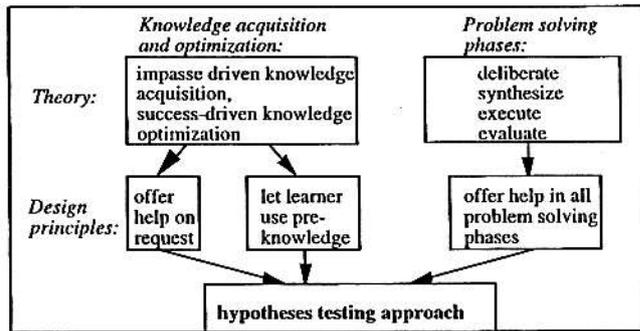 Knowledge acquisition
and optimization:
Problem solving
phases:
Theory:
impasse driven knowledge
acquisition,
success-driven knowledge
optimization
deliberate
synthesize
execute
evaluate
Design
principles:
offer
help on
request
let learner
use pre-
knowledge
offer help in all
problem solving
phases
hypotheses testing approach